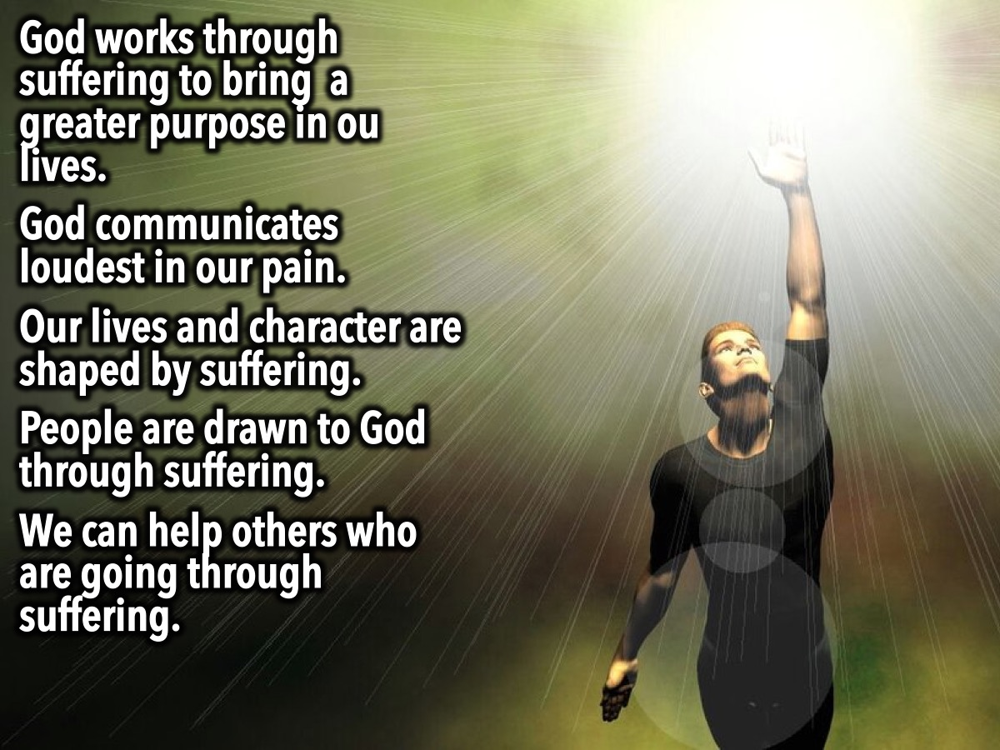 God works through
suffering to bring  a
greater purpose in ou
lives.
God communicates
loudest in our pain.
Our lives and character are
shaped by suffering.
People are drawn to God
through suffering.
We can help others who
are going through
suffering.